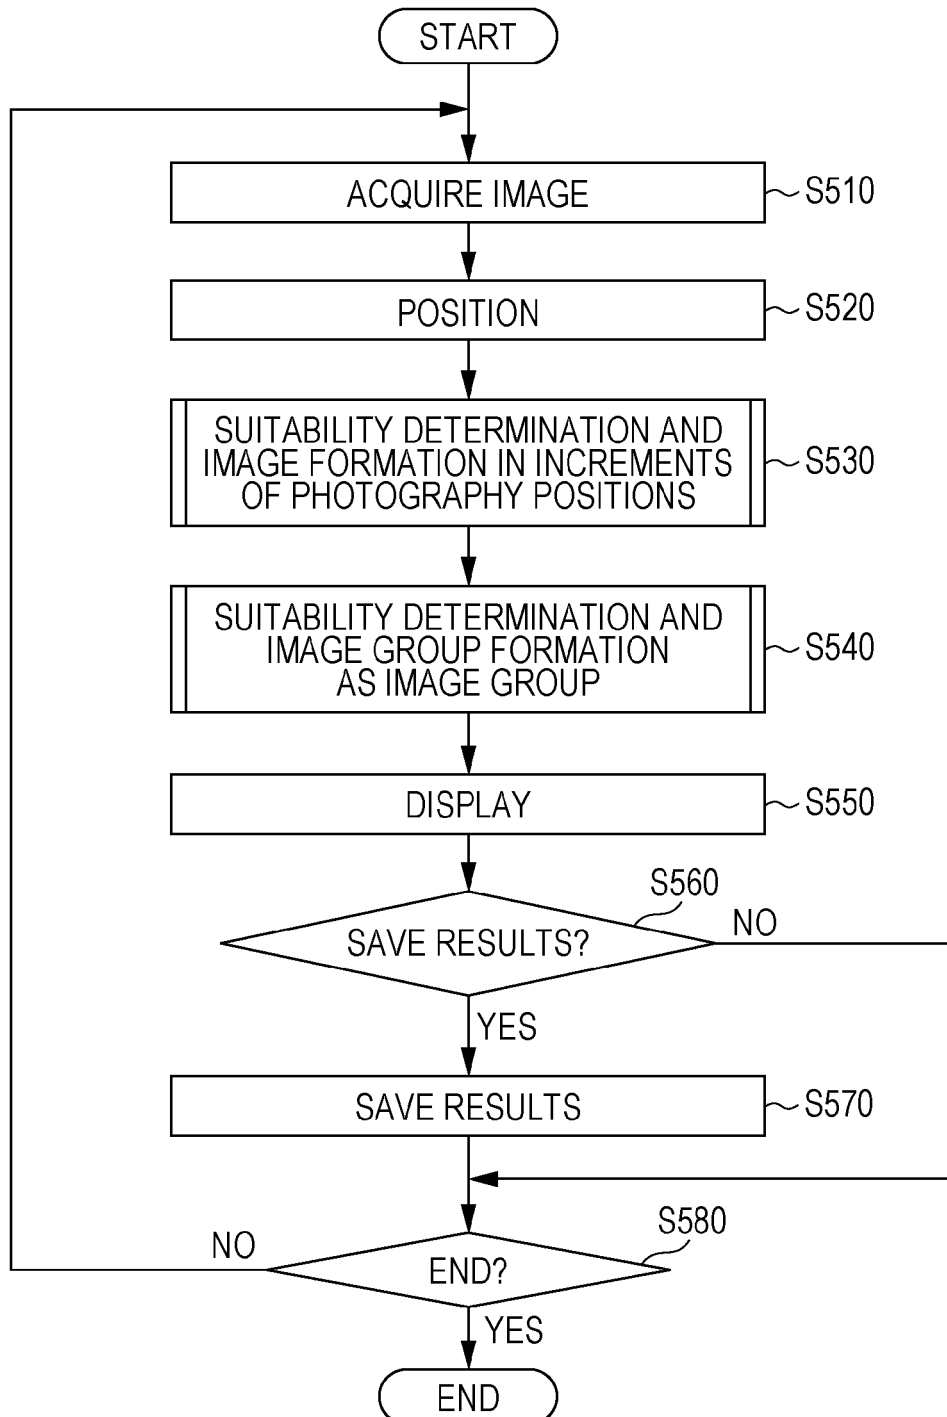 START
ACQUIRE IMAGE
S510
POSITION
S520
SUITABILITY DETERMINATION AND
IMAGE FORMATION IN INCREMENTS
OF PHOTOGRAPHY POSITIONS
S530
SUITABILITY DETERMINATION AND
IMAGE GROUP FORMATION
AS IMAGE GROUP
S540
DISPLAY
S550
S560
SAVE RESULTS?
NO
YES
SAVE RESULTS
S570
S580
NO
END?
YES
END